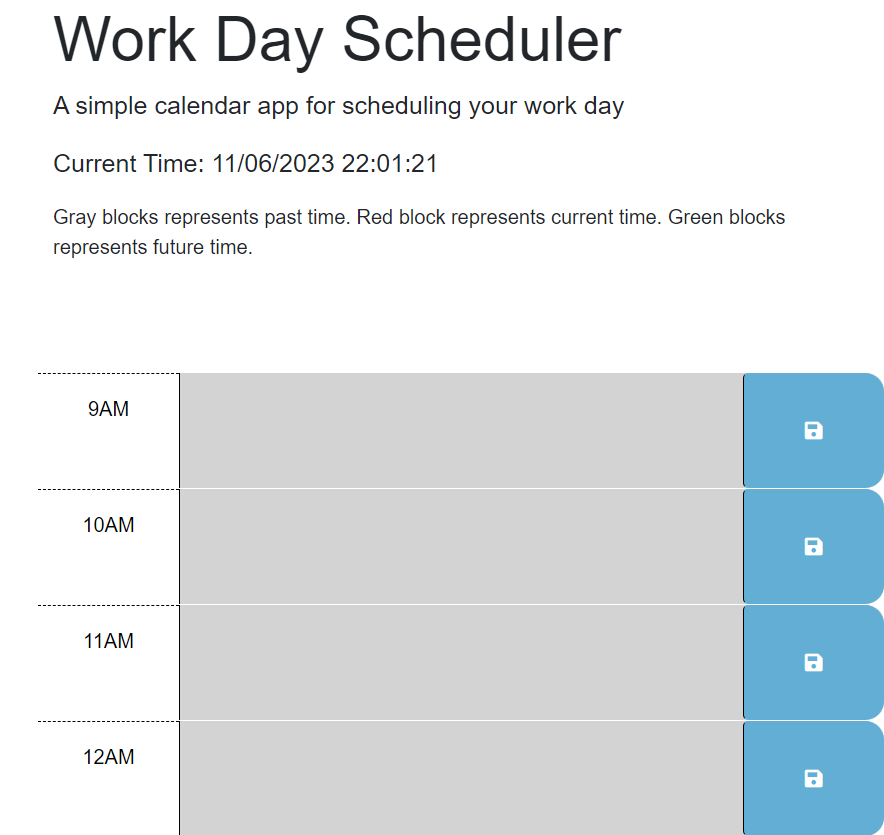 Work Day Scheduler
A simple calendar app for scheduling your work day
Current Time: 11/06/2023 22:01:21
Gray blocks represents past time. Red block represents current time. Green blocks
represents future time.
9AM
10AM
11AM
12AM